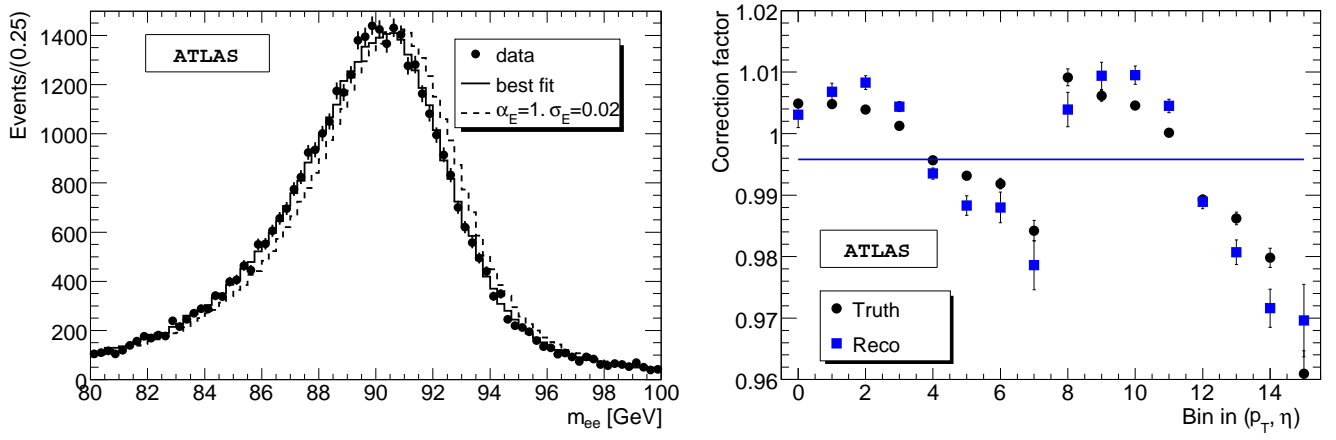 Events/(0.25)
1400
1200
1000
800
600
400
200
0
ATLAS
data
best fit
α_E=1. σ_E=0.02
80 82 84 86 88 90 92 94 96 98 100
m_ee [GeV]
Correction factor
1.02
1.01
1
0.99
0.98
0.97
0.96
ATLAS
Truth
Reco
0 2 4 6 8 10 12 14
Bin in (p_T, η)